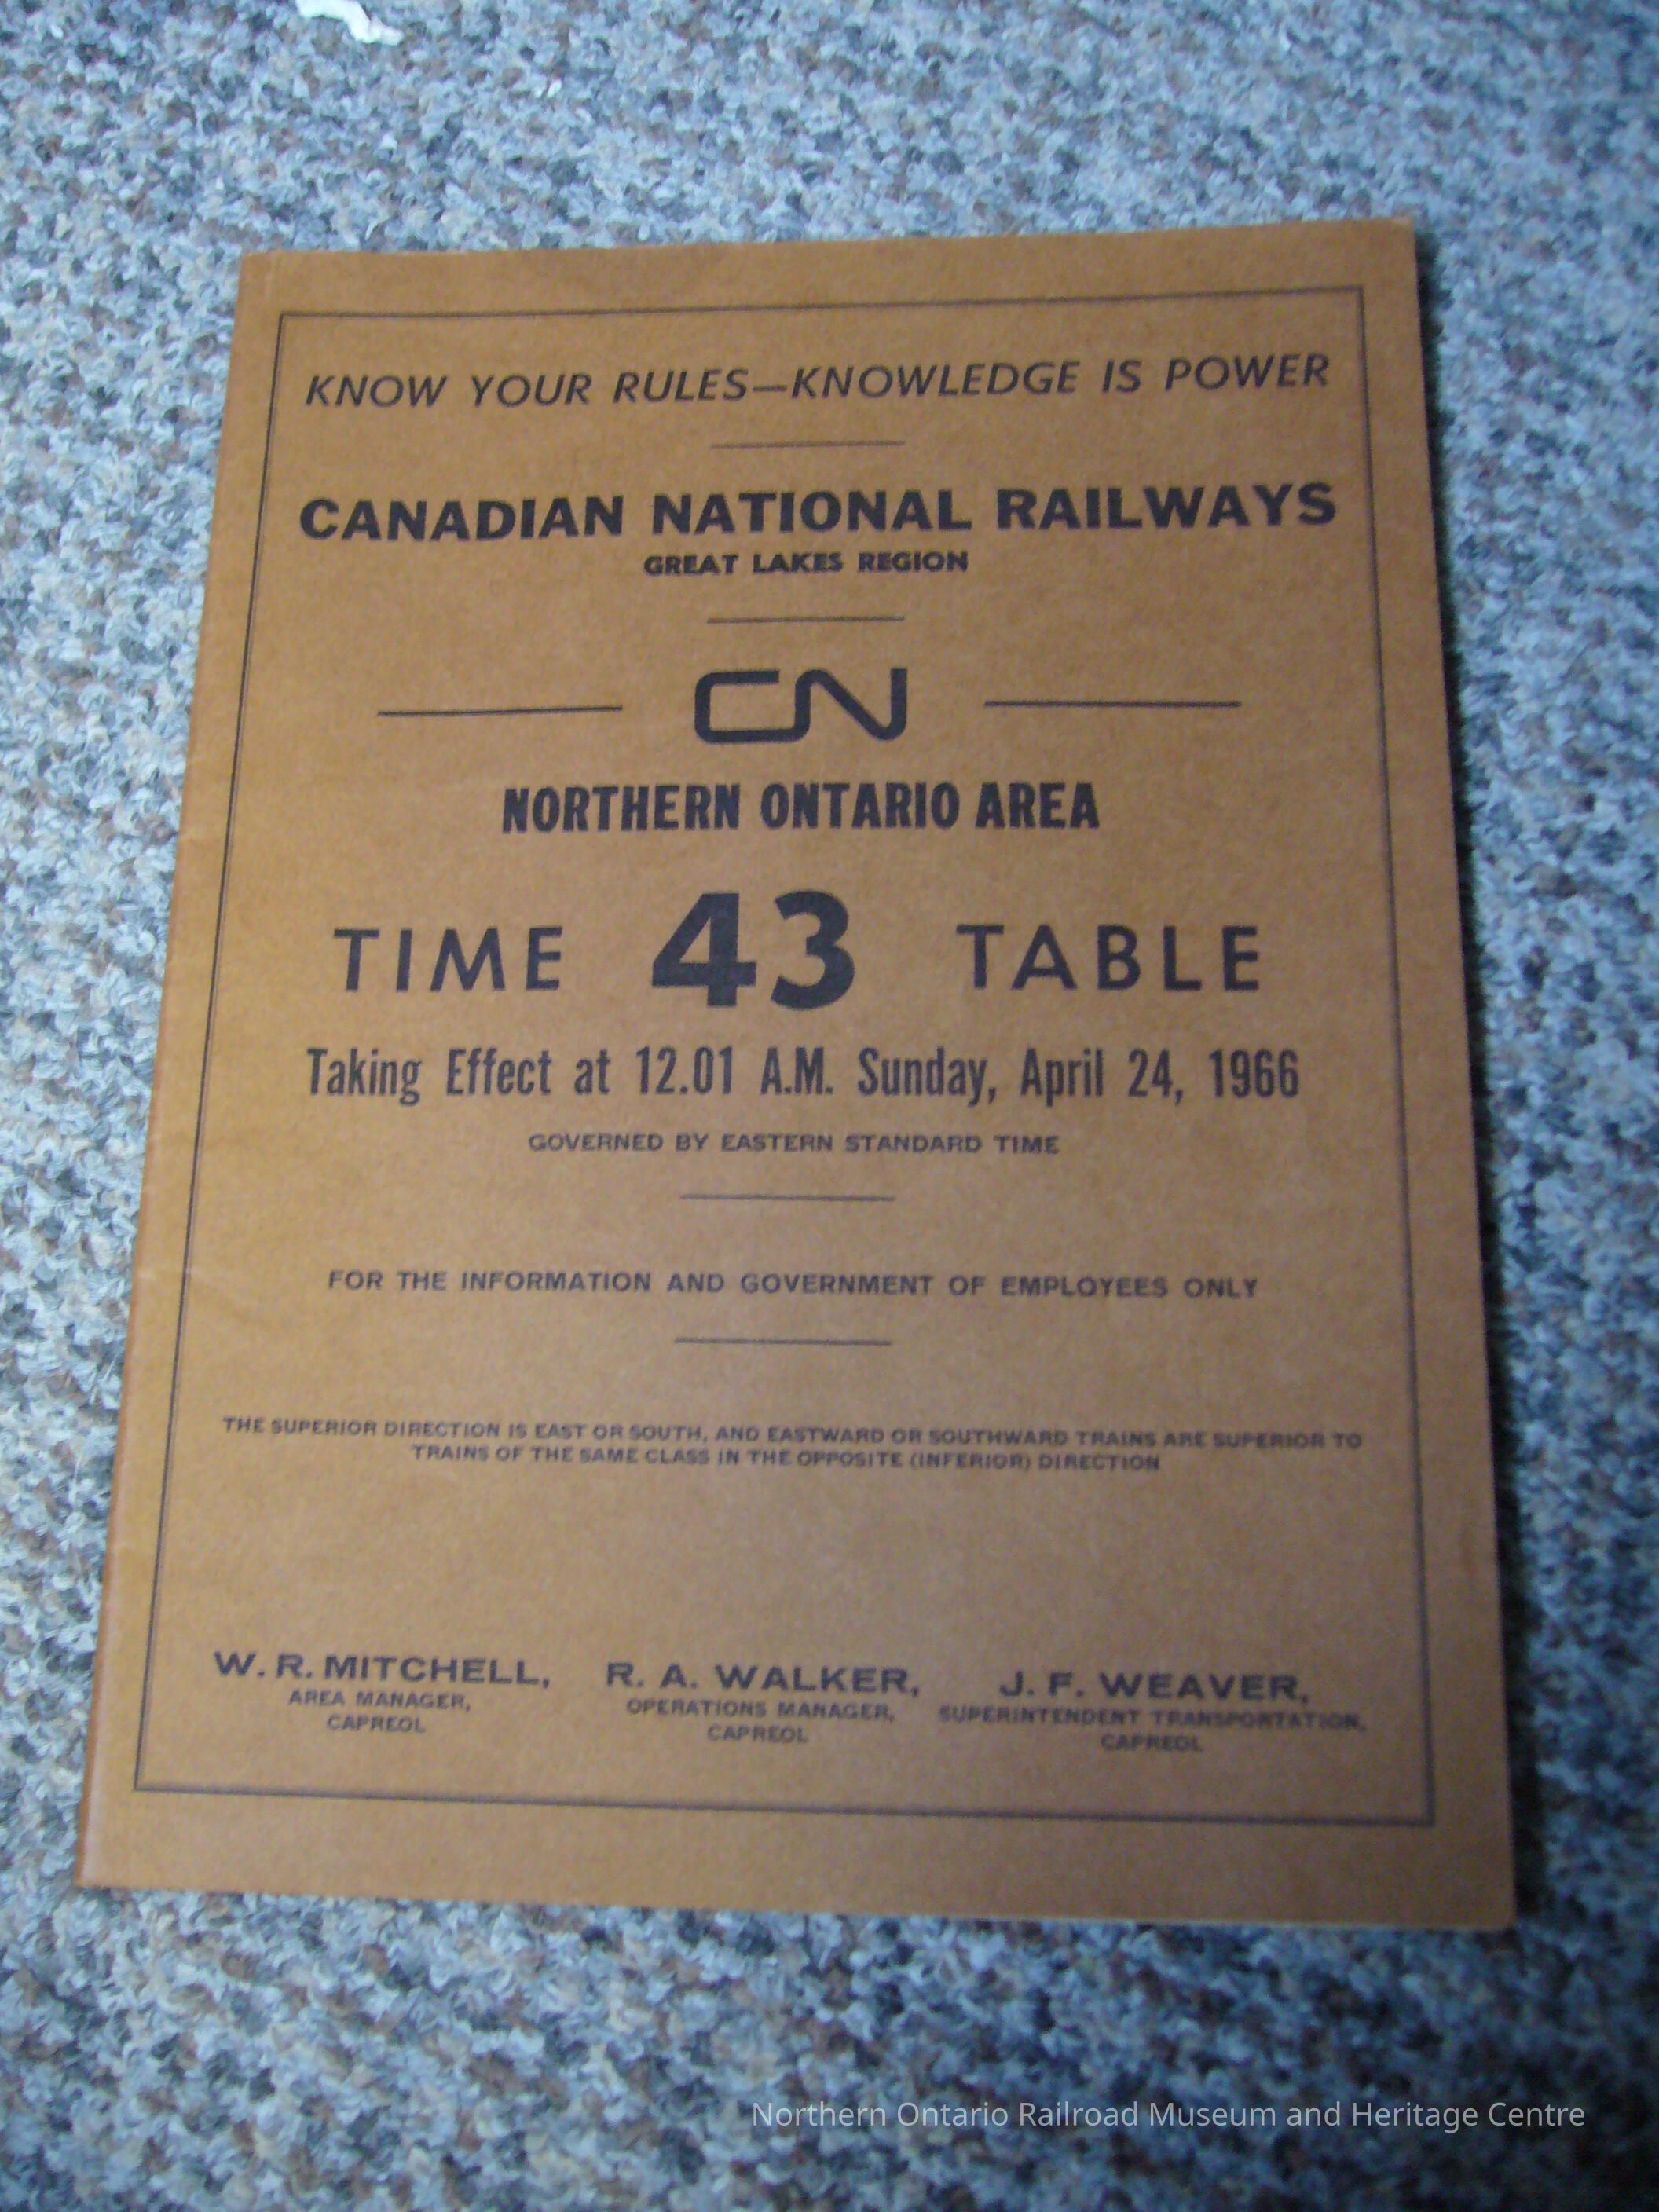 KNOW YOUR RULES—KNOWLEDGE IS POWER
CANADIAN NATIONAL RAILWAYS
GREAT LAKES REGION
CN
NORTHERN ONTARIO AREA
TIME 43 TABLE
Taking Effect at 12.01 A.M. Sunday, April 24, 1966
GOVERNED BY EASTERN STANDARD TIME
FOR THE INFORMATION AND GOVERNMENT OF EMPLOYEES ONLY
THE SUPERIOR DIRECTION IS EAST OR SOUTH, AND EASTWARD OR SOUTHWARD TRAINS ARE SUPERIOR TO
TRAINS OF THE SAME CLASS IN THE OPPOSITE (INFERIOR) DIRECTION
W. R. MITCHELL,
AREA MANAGER,
CAPREOL
R. A. WALKER,
OPERATIONS MANAGER,
CAPREOL
J. F. WEAVER,
SUPERINTENDENT TRANSPORTATION,
CAPREOL
Northern Ontario Railroad Museum and Heritage Centre